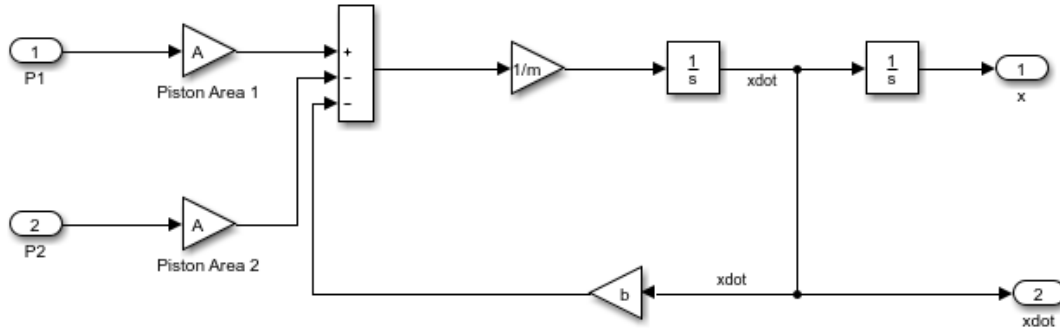 1
P1
A
Piston Area 1
+
−
−
1/m
1
s
xdot
1
s
1
x
2
P2
A
Piston Area 2
b
xdot
2
xdot